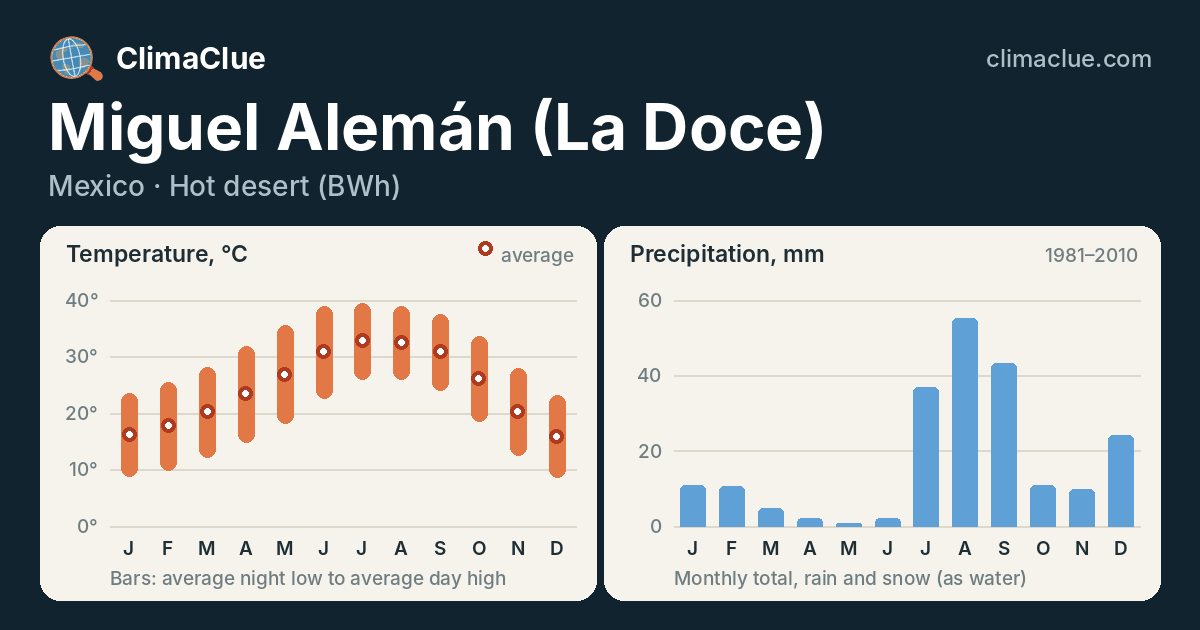 ClimaClue
climaclue.com
Miguel Alemán (La Doce)
Mexico · Hot desert (BWh)
Temperature, °C
average
40°
30°
20°
10°
0°
J F M A M J J A S O N D
Bars: average night low to average day high
Precipitation, mm
1981–2010
60
40
20
0
J F M A M J J A S O N D
Monthly total, rain and snow (as water)